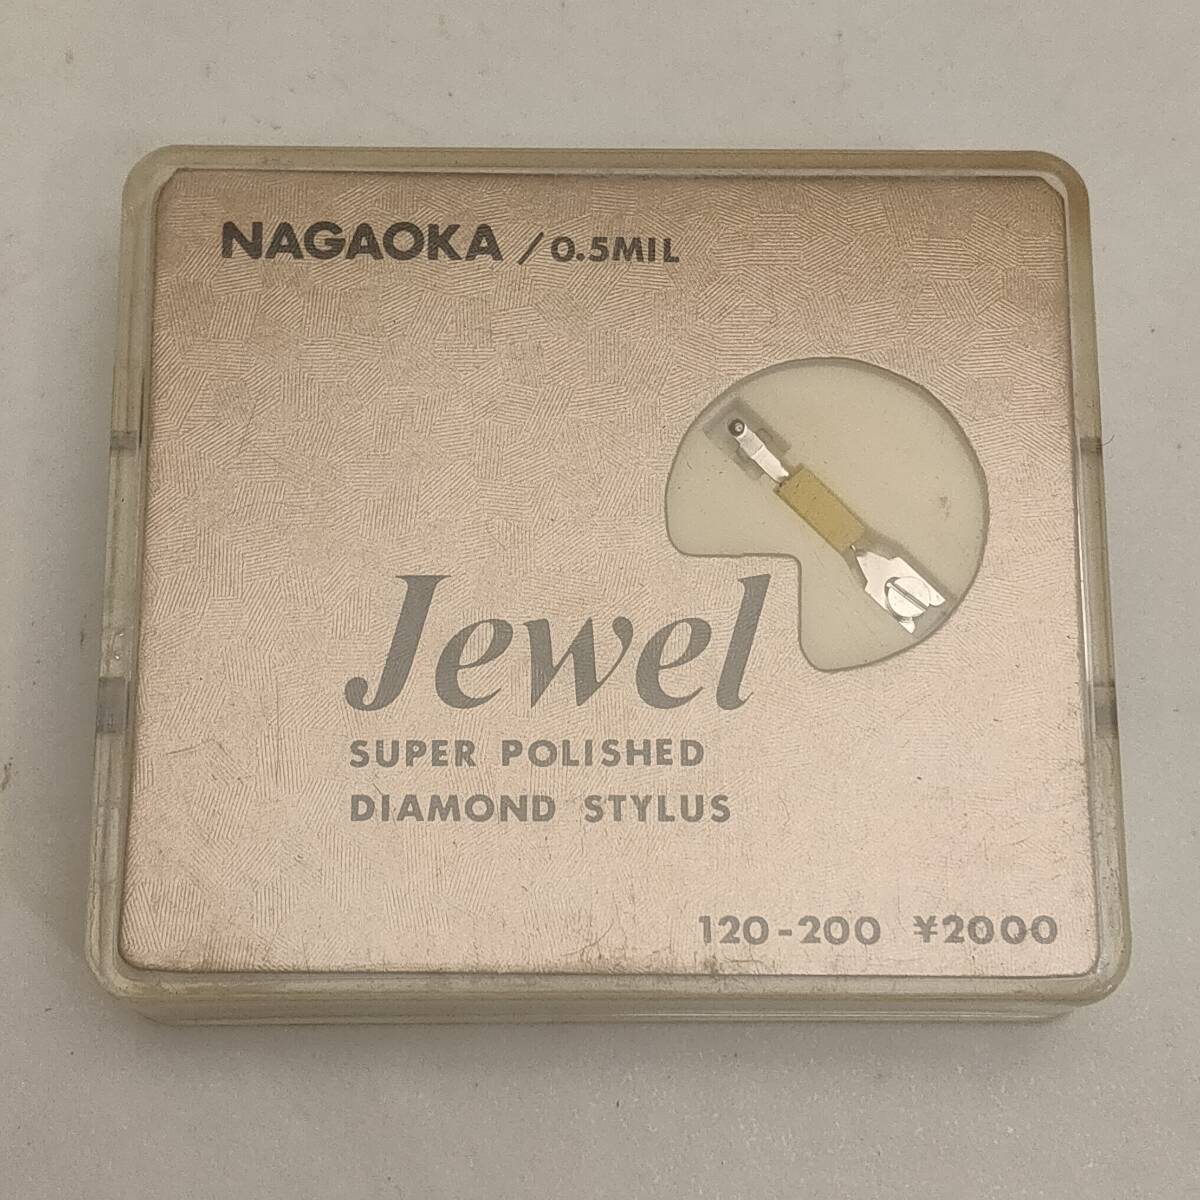 NAGAOKA / 0.5MIL
Jewel
SUPER POLISHED
DIAMOND STYLUS
120-200 ¥2000